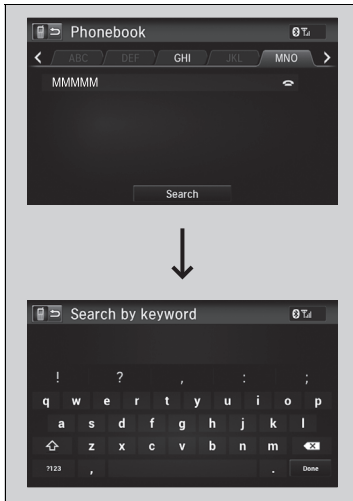 Phonebook
ABC DEF GHI JKL MNO
MMMMM
Search
Search by keyword
! ? , : ;
q w e r t y u i o p
a s d f g h j k l
z x c v b n m
?123 , . Done